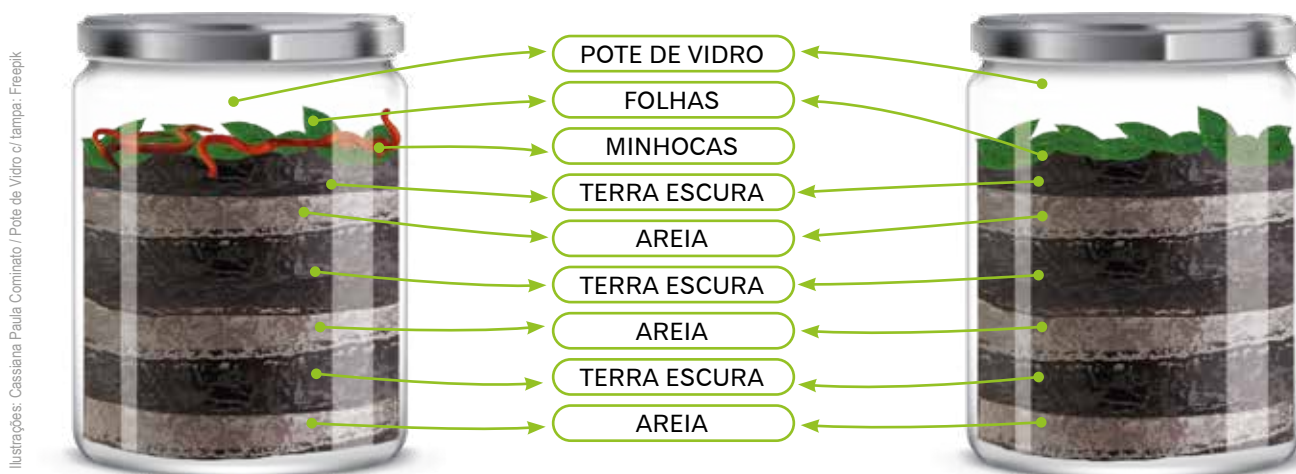 Ilustrações: Cassiana Paula Cominato / Pote de Vidro c/ tampa: Freepik
POTE DE VIDRO
FOLHAS
MINHOCAS
TERRA ESCURA
AREIA
TERRA ESCURA
AREIA
TERRA ESCURA
AREIA